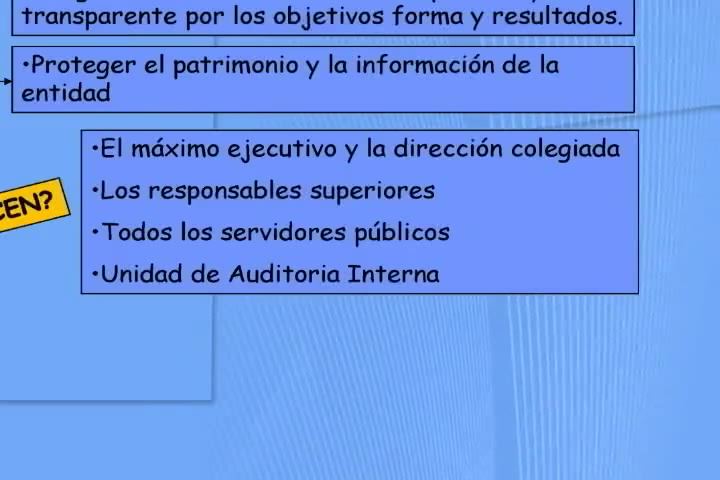 transparente por los objetivos forma y resultados.
•Proteger el patrimonio y la información de la
entidad
•El máximo ejecutivo y la dirección colegiada
•Los responsables superiores
CEN?
•Todos los servidores públicos
•Unidad de Auditoria Interna